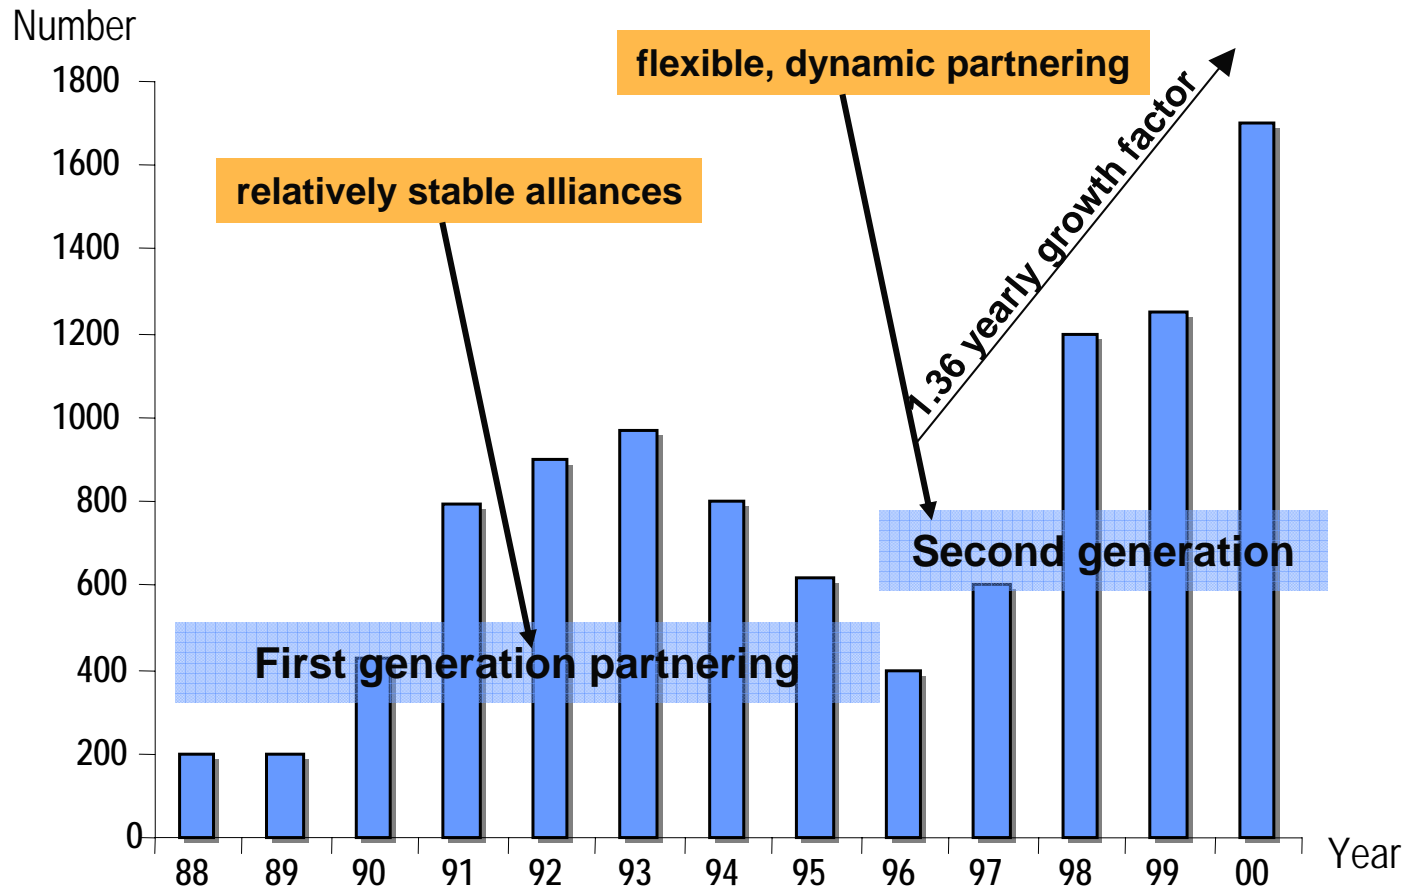 Number
flexible, dynamic partnering
1800
1600
relatively stable alliances
1.36 yearly growth factor
1400
1200
1000
800
Second generation
600
First generation partnering
400
200
0
88 89 90 91 92 93 94 95 96 97 98 99 00
Year